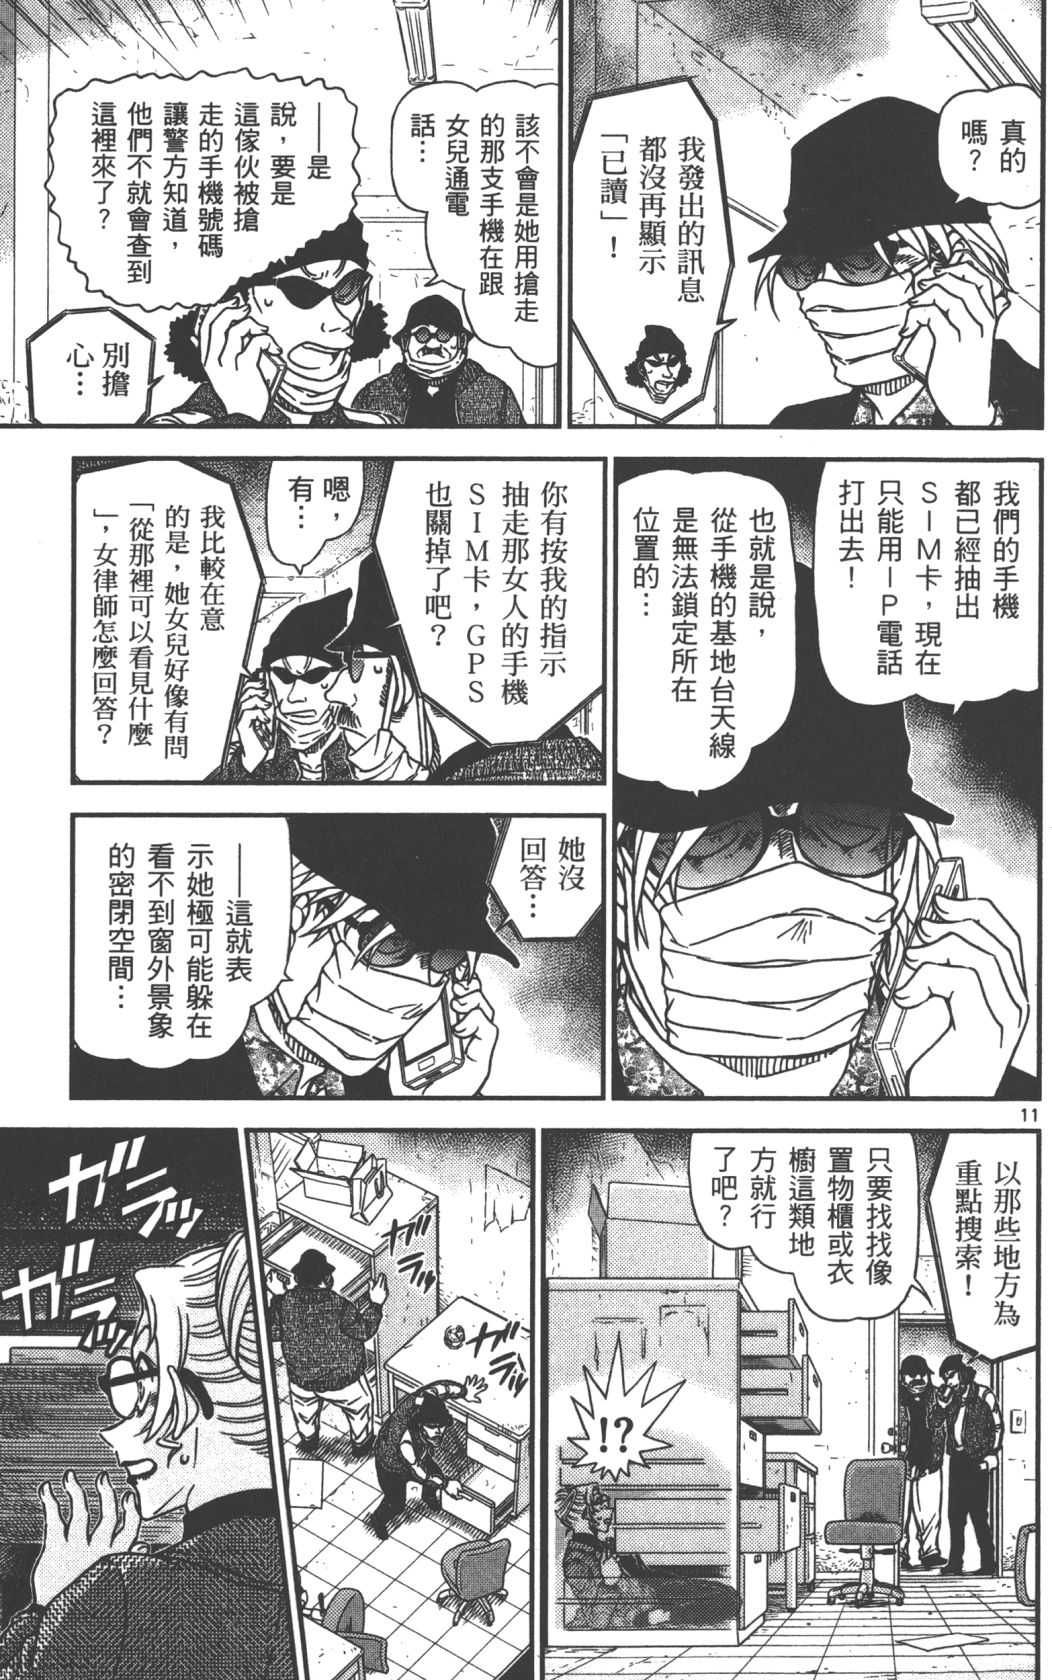 真的
嗎？
我發出的訊息
都沒再顯示
「已讀」！
該不會是她用搶走
的那支手機在跟
女兒通電
話…
──是
說，要是
這傢伙被搶
走的手機號碼
讓警方知道，
他們不就會查到
這裡來了？
別擔
心…
我們的手機
都已經抽出
SIM卡，現在
只能用IP電話
打出去！
也就是說，
從手機的基地台天線
是無法鎖定所在
位置的…
你有按我的指示
抽走那女人的手機
SIM卡，GPS
也關掉了吧？
嗯，
有…
我比較在意
的是，她女兒好像有問
「從那裡可以看見什麼
」，女律師怎麼回答？
她沒
回答…
──這就表
示她極可能躲在
看不到窗外景象
的密閉空間…
11
以那些地方為
重點搜索！
只要找找像
置物櫃或衣
櫥這類地
方就行
了吧？
!?
ガラッ
ガラッ
ガラッ
ガラッ